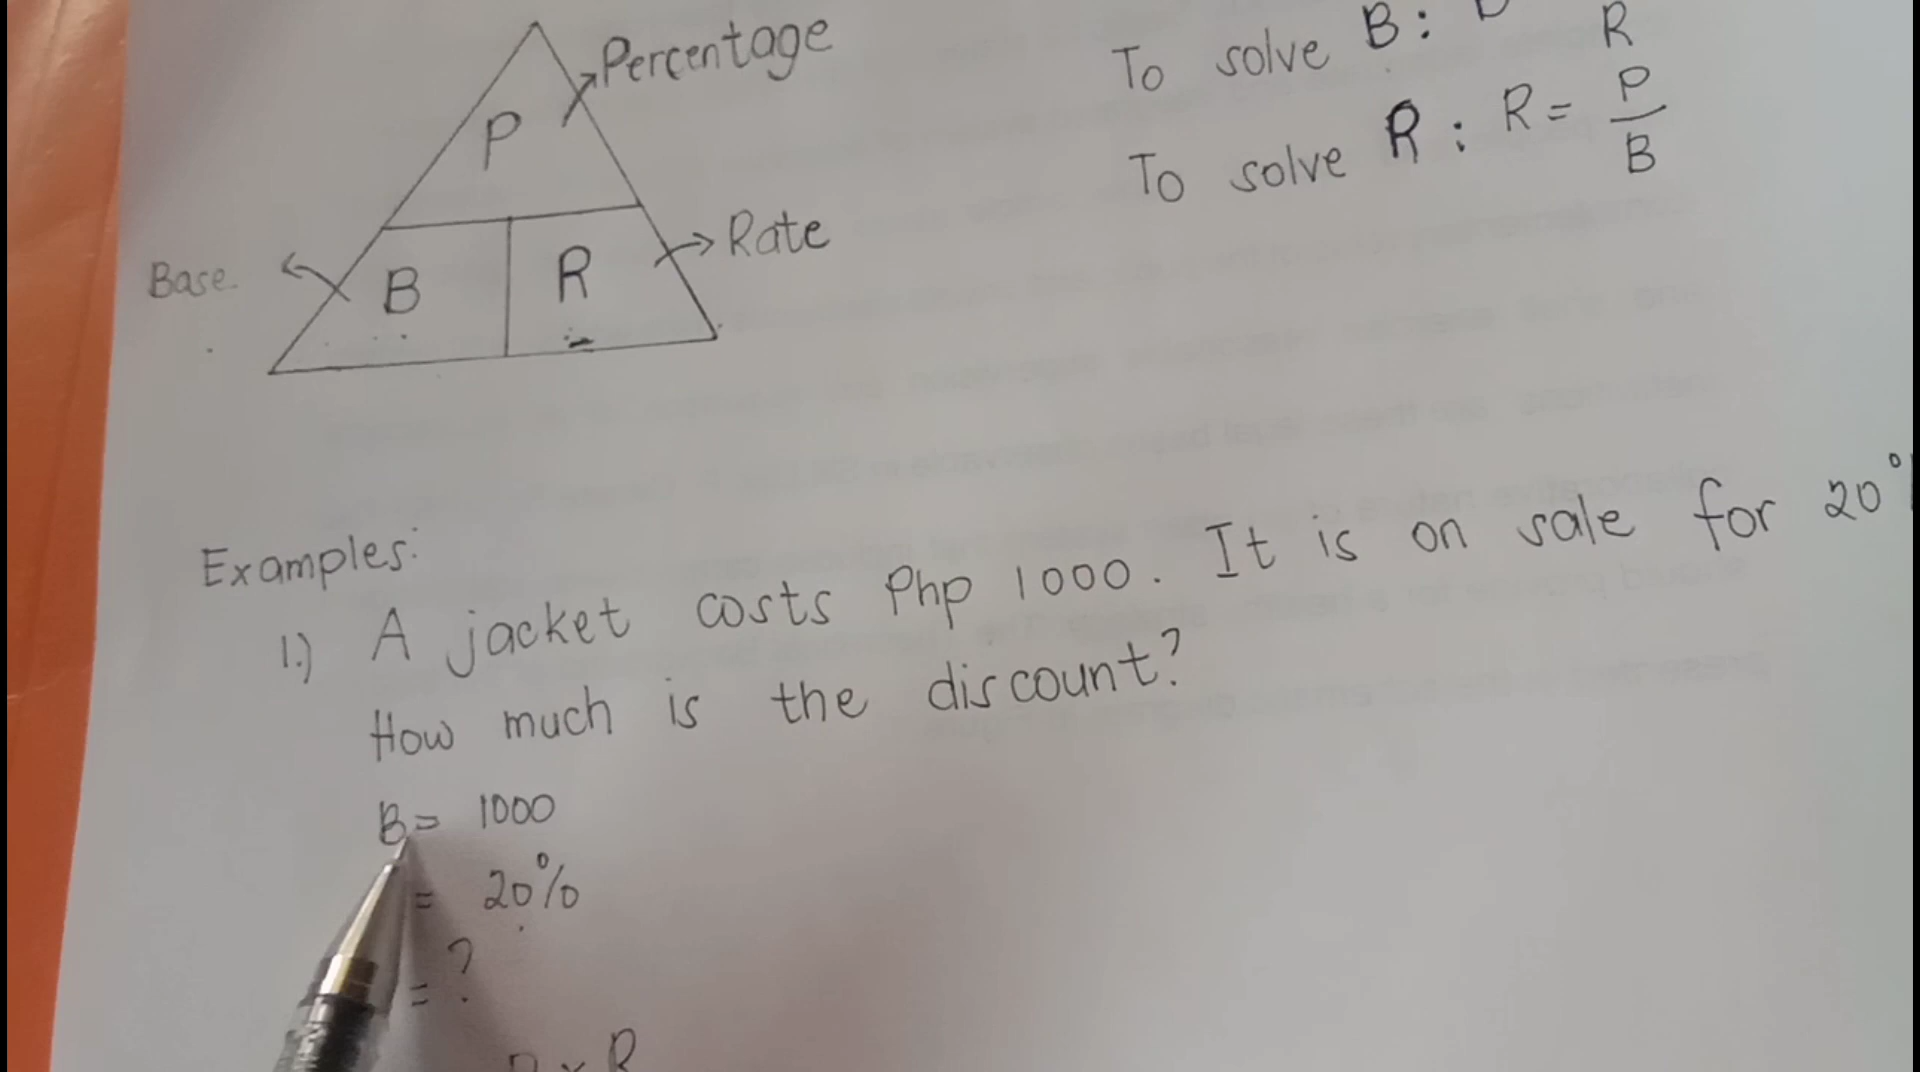 Percentage
P
Base
B
R
Rate
To solve B:
R
To solve R: R = P
B
Examples:
1.) A jacket costs Php 1000. It is on sale for 20
How much is the discount?
B = 1000
= 20%
= ?
x R